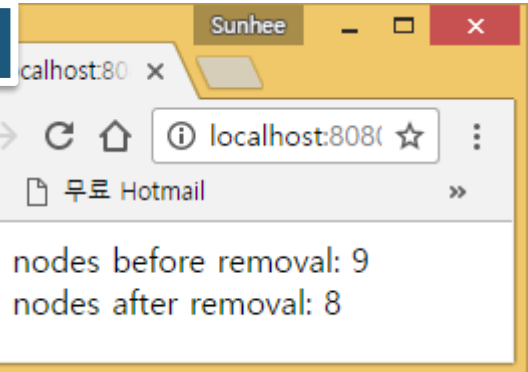 Sunhee
calhost:80
localhost:808
무료 Hotmail
nodes before removal: 9
nodes after removal: 8